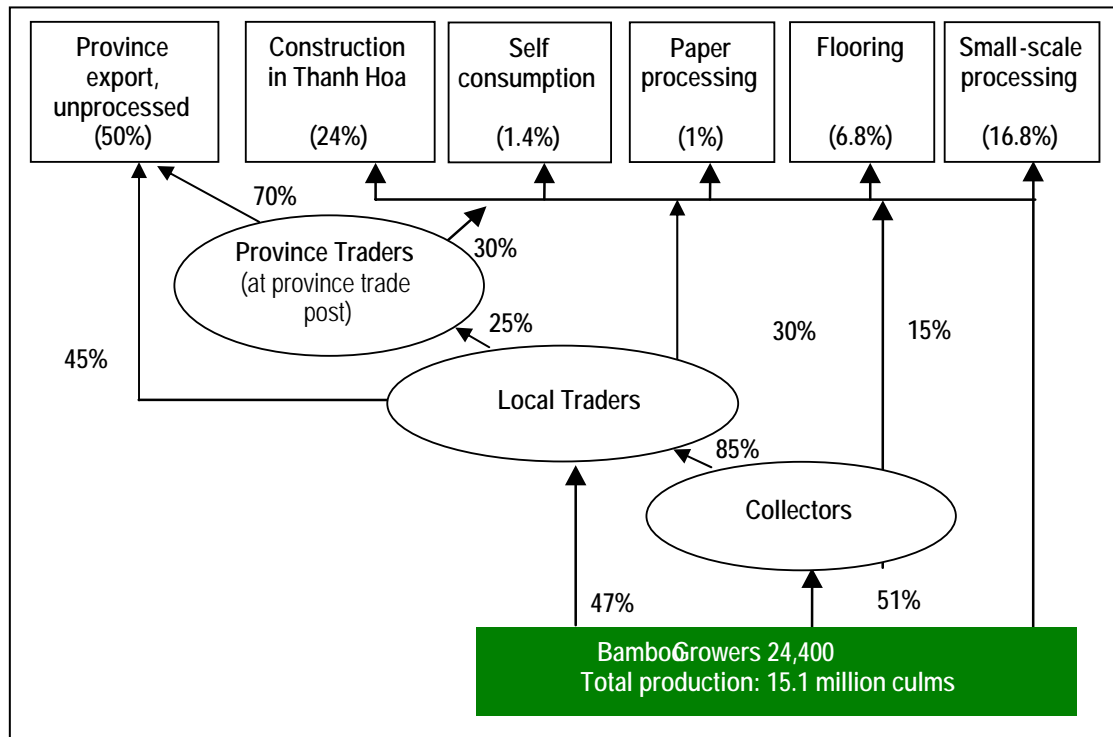 Province
export,
unprocessed
(50%)
Construction
in Thanh Hoa
(24%)
Self
consumption
(1.4%)
Paper
processing
(1%)
Flooring
(6.8%)
Small-scale
processing
(16.8%)
70%
Province Traders
(at province trade
post)
30%
25%
45%
30%
15%
Local Traders
85%
Collectors
47%
51%
Bamboo Growers 24,400
Total production: 15.1 million culms